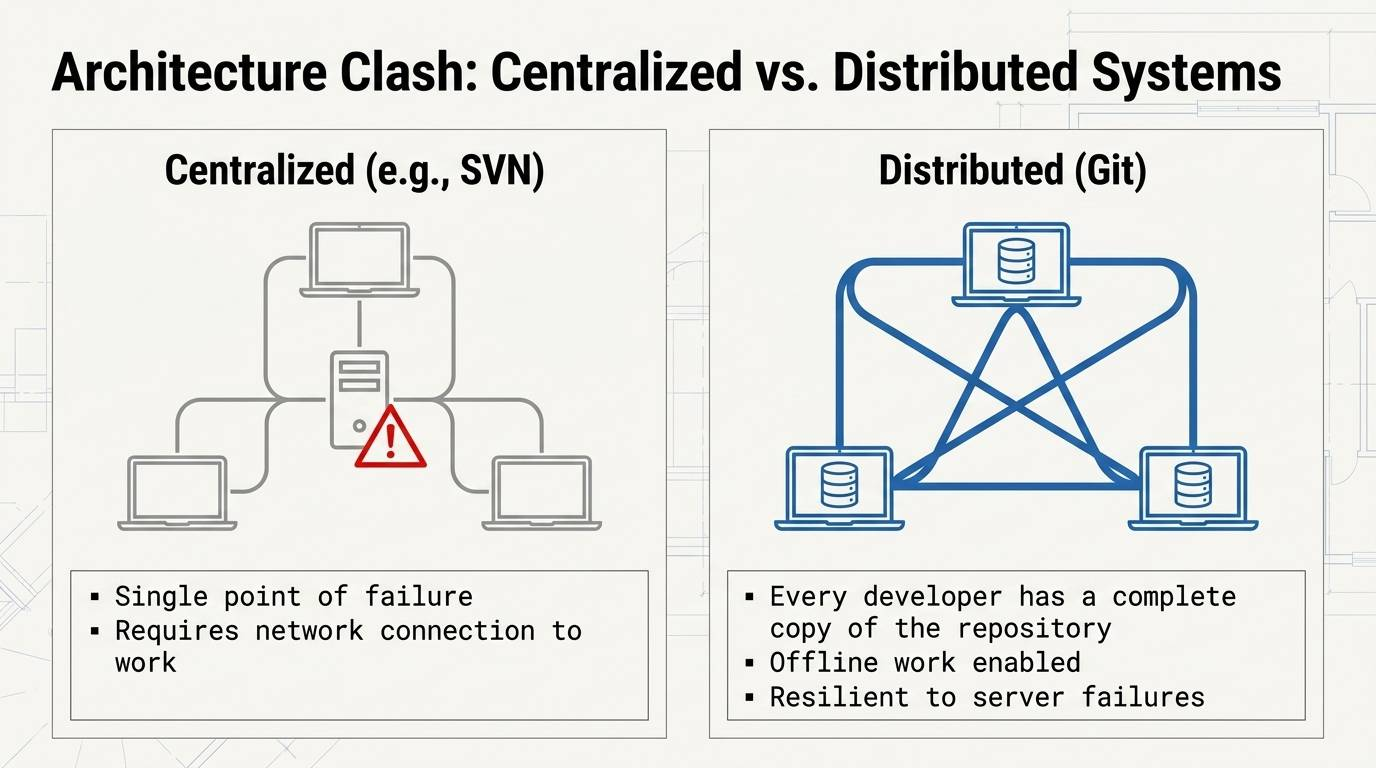 Architecture Clash: Centralized vs. Distributed Systems
Centralized (e.g., SVN)
▪ Single point of failure
▪ Requires network connection to
work
Distributed (Git)
▪ Every developer has a complete
copy of the repository
▪ Offline work enabled
▪ Resilient to server failures